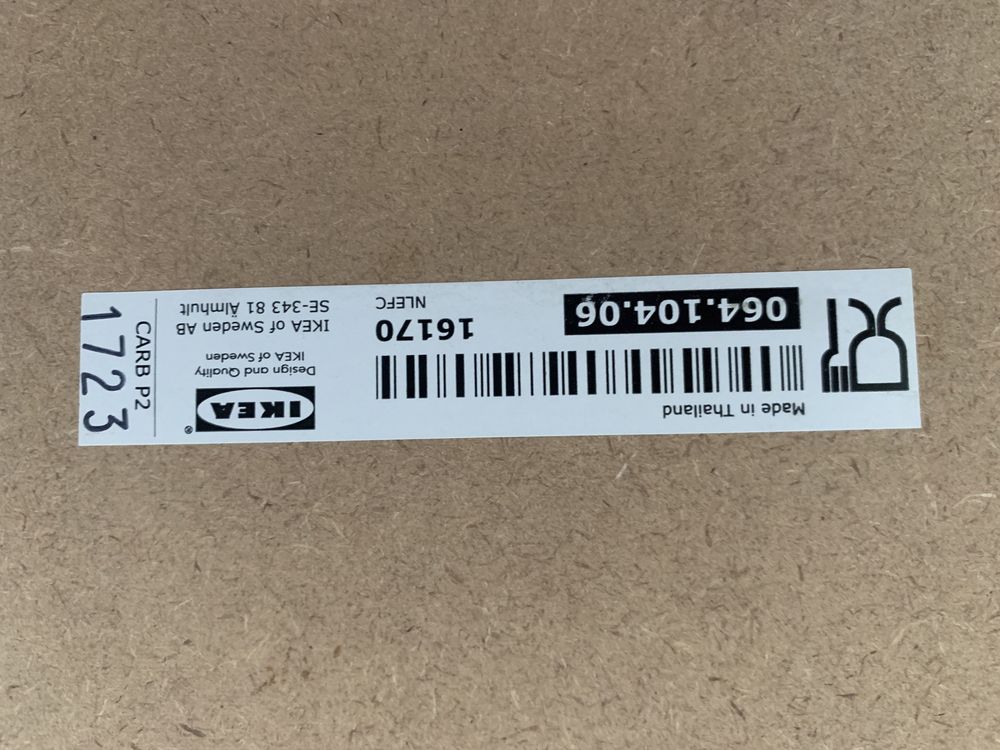 Made in Thailand
064.104.06
16170
NLEFC
IKEA®
Design and Quality
IKEA of Sweden
IKEA of Sweden AB
SE-343 81 Älmhult
CARB P2
1723